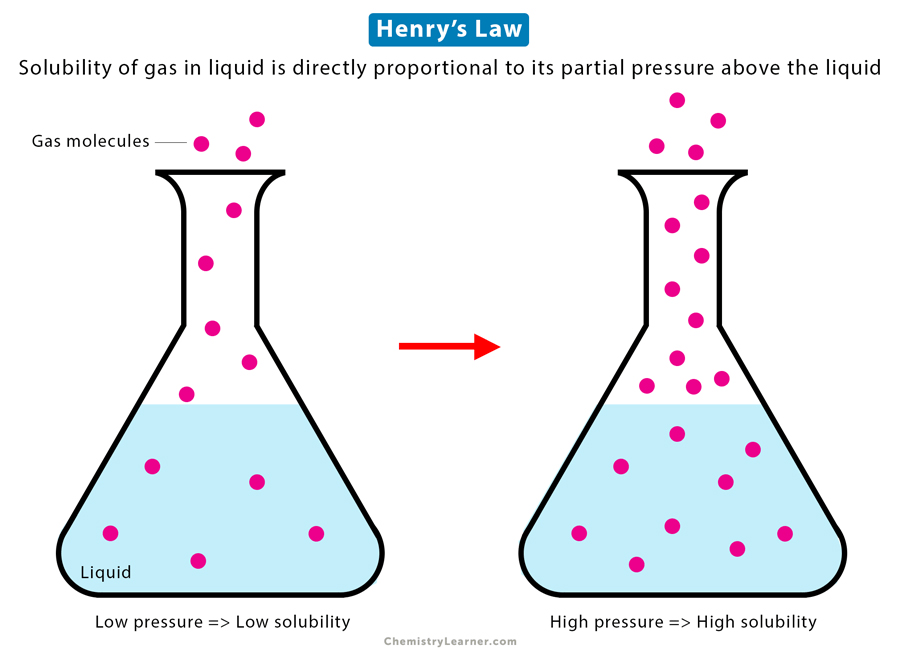 Henry’s Law
Solubility of gas in liquid is directly proportional to its partial pressure above the liquid
Gas molecules
Liquid
Low pressure => Low solubility
High pressure => High solubility
ChemistryLearner.com